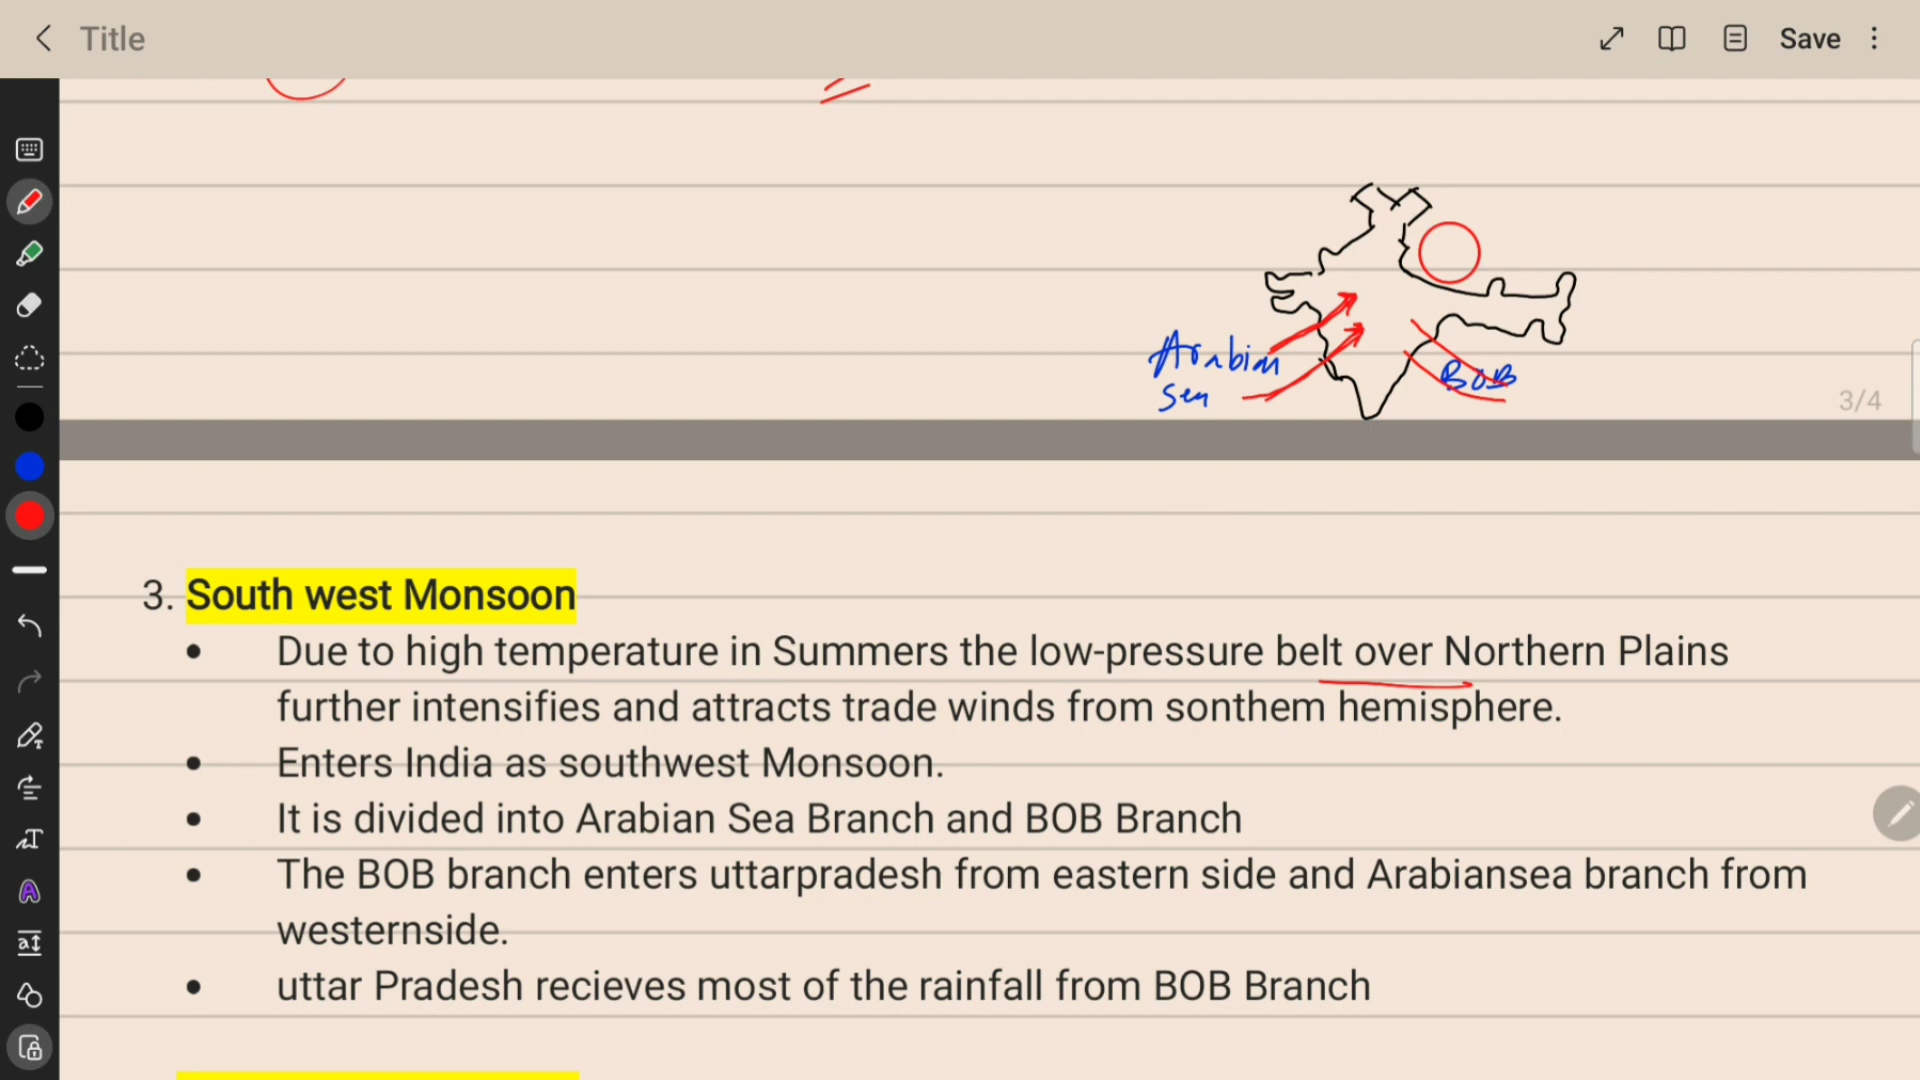 Title
Save
Arabian
Sea
BOB
3/4
3. South west Monsoon
• Due to high temperature in Summers the low-pressure belt over Northern Plains
further intensifies and attracts trade winds from sonthem hemisphere.
• Enters India as southwest Monsoon.
• It is divided into Arabian Sea Branch and BOB Branch
• The BOB branch enters uttarpradesh from eastern side and Arabiansea branch from
westernside.
• uttar Pradesh recieves most of the rainfall from BOB Branch